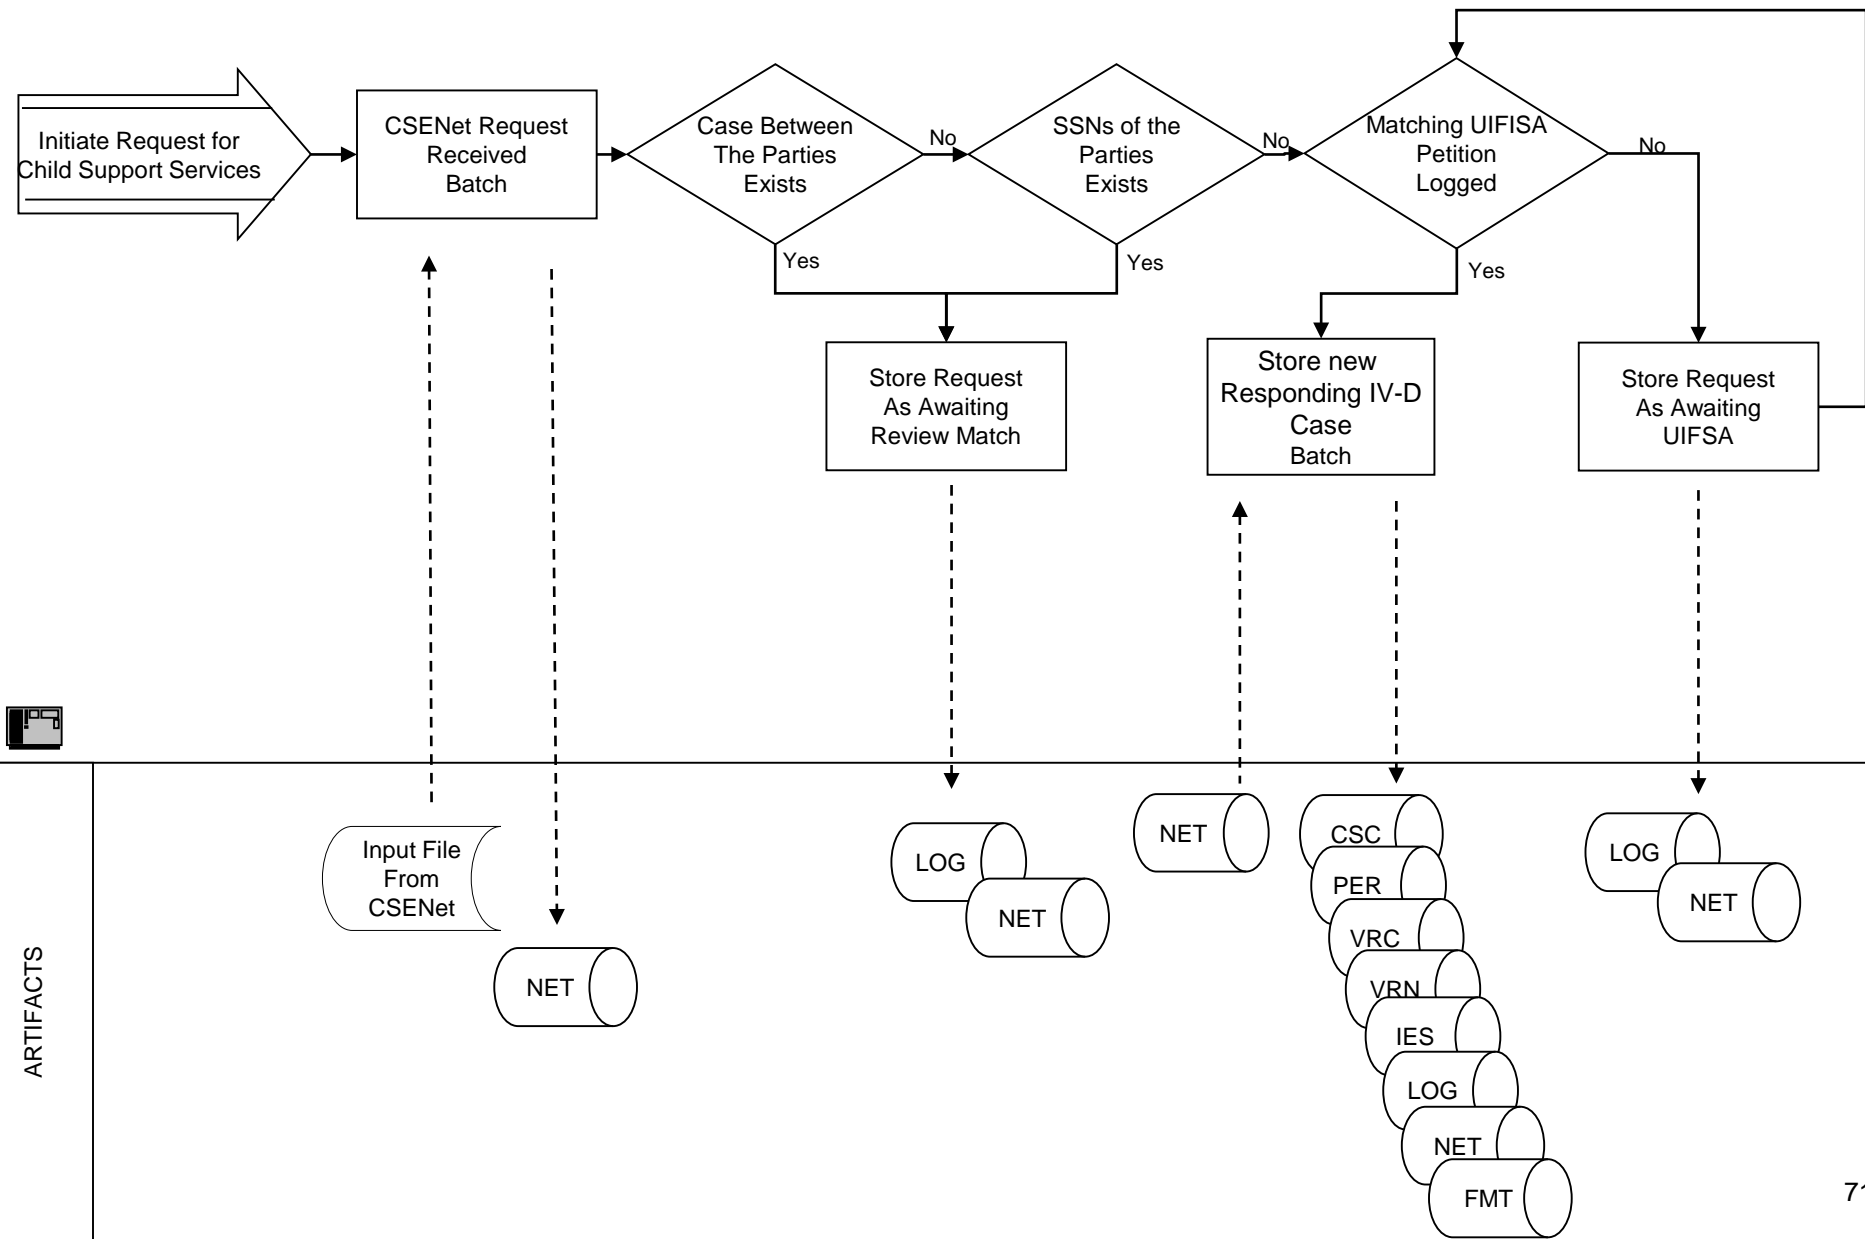 Initiate Request for
Child Support Services
CSENet Request
Received
Batch
Case Between
The Parties
Exists
No
Yes
SSNs of the
Parties
Exists
No
Yes
Matching UIFISA
Petition
Logged
No
Yes
Store Request
As Awaiting
Review Match
Store new
Responding IV-D
Case
Batch
Store Request
As Awaiting
UIFSA
ARTIFACTS
Input File
From
CSENet
NET
LOG
NET
NET
CSC
PER
VRC
VRN
IES
LOG
NET
FMT
LOG
NET
71